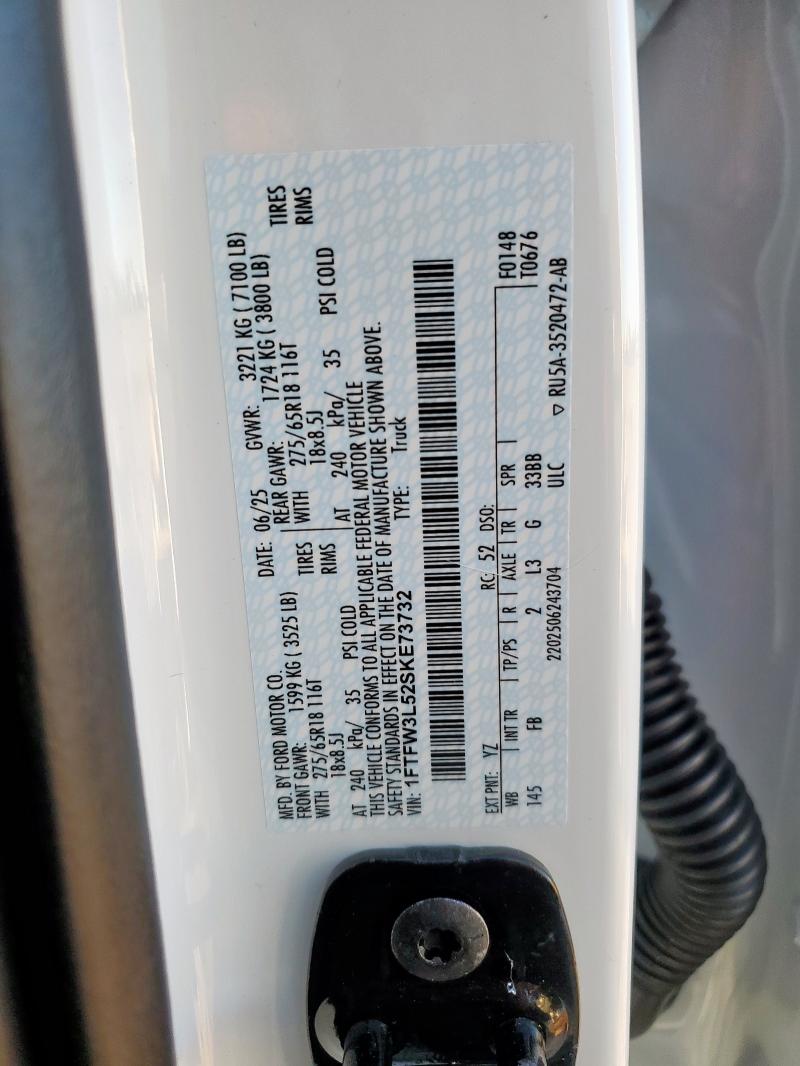 MFD. BY FORD MOTOR CO. DATE: 06/25 GVWR: 3221 KG ( 7100 LB)
FRONT GAWR: 1599 KG ( 3525 LB) REAR GAWR: 1724 KG ( 3800 LB)
WITH 275/65R18 116T TIRES WITH 275/65R18 116T TIRES
18x8.5J RIMS 18x8.5J RIMS
AT 240 kPa/ 35 PSI COLD AT 240 kPa/ 35 PSI COLD
THIS VEHICLE CONFORMS TO ALL APPLICABLE FEDERAL MOTOR VEHICLE
SAFETY STANDARDS IN EFFECT ON THE DATE OF MANUFACTURE SHOWN ABOVE.
VIN: 1FTFW3L52SKE73732 TYPE: Truck
EXT PNT: YZ RC: 52 DSO: F0148
WB INT TR TP/PS R AXLE TR SPR T0676
145 FB 2 L3 G 33BB
2202506243704 ULC ▽ RU5A-3520472-AB